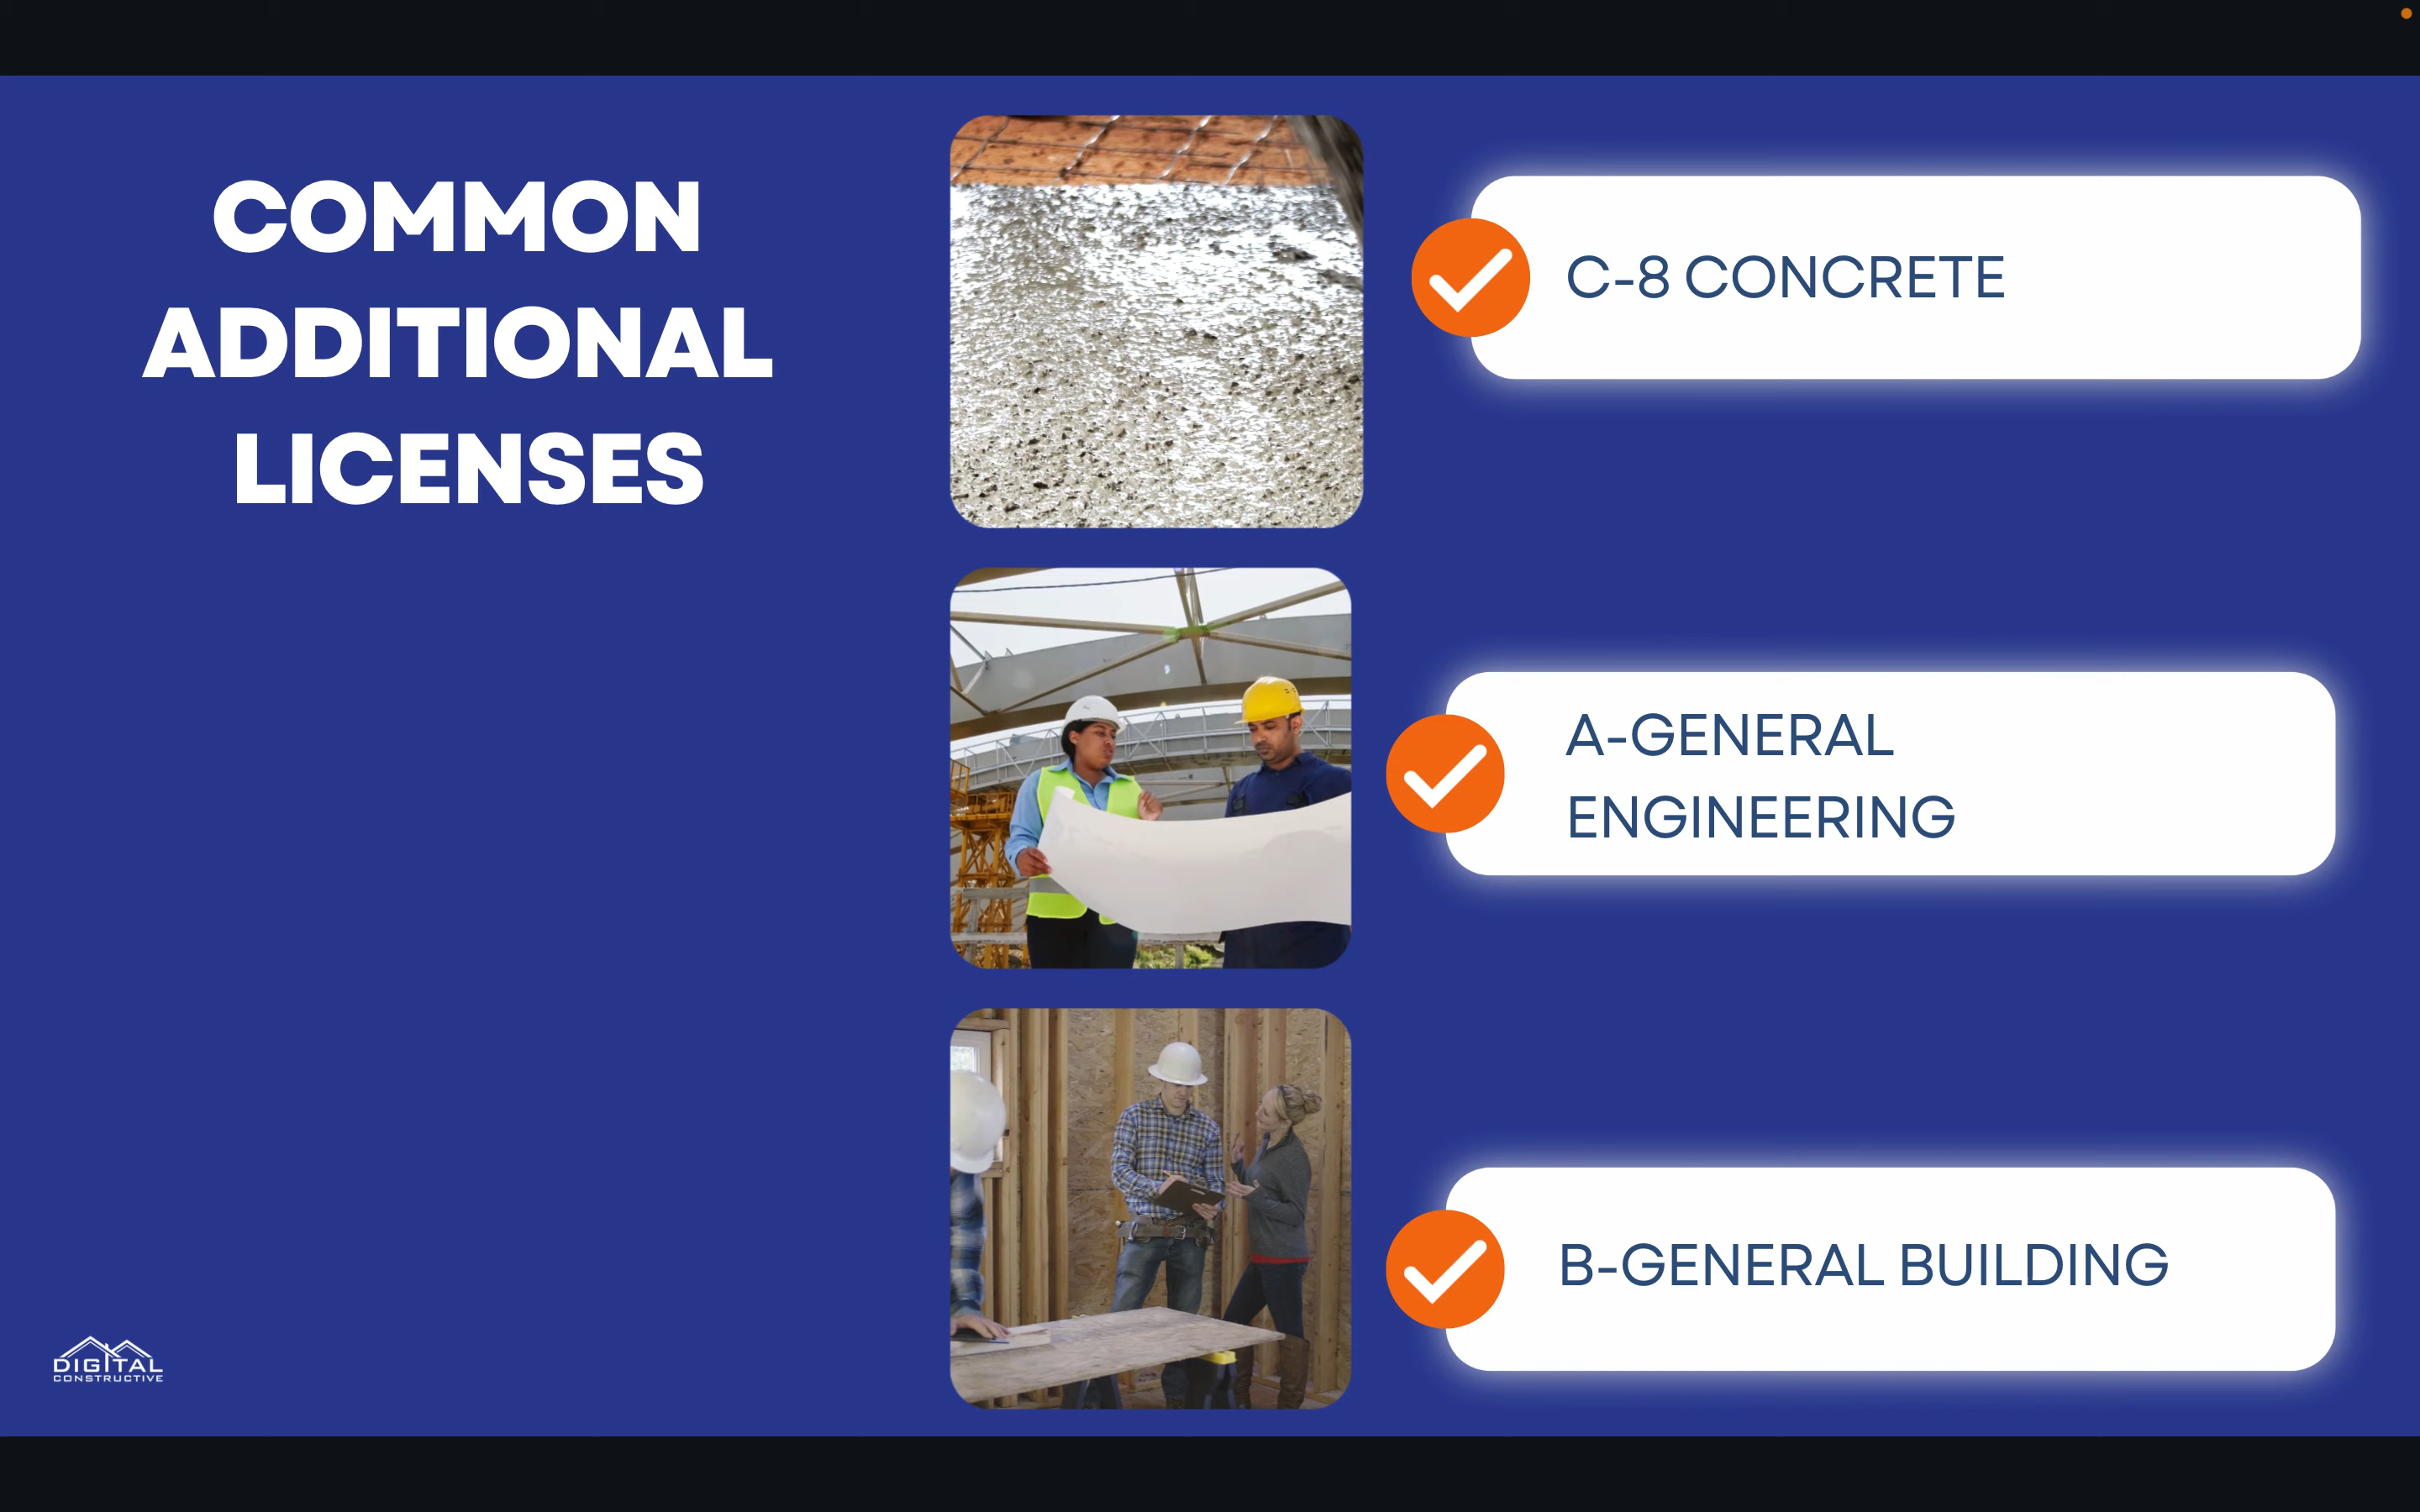 COMMON
ADDITIONAL
LICENSES
C-8 CONCRETE
A-GENERAL
ENGINEERING
B-GENERAL BUILDING
DIGITAL
CONSTRUCTIVE